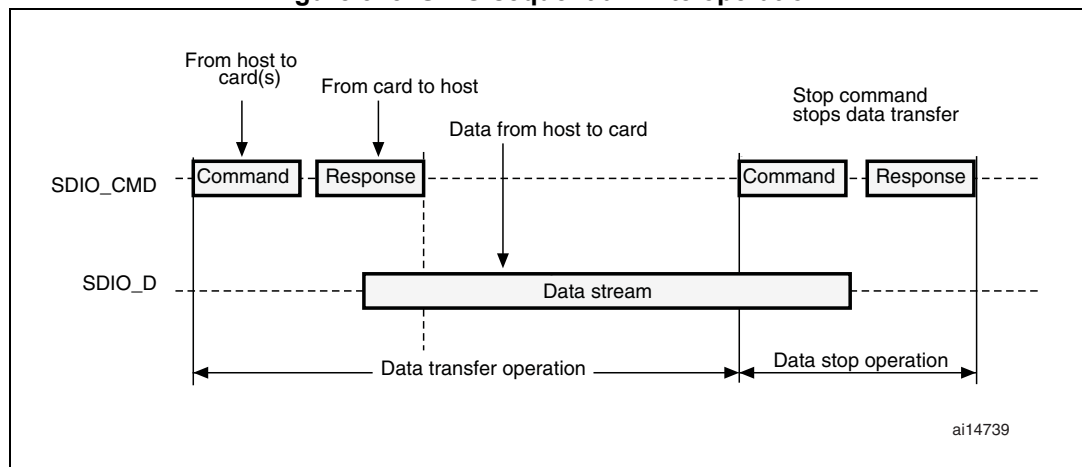 From host to
card(s)
From card to host
Stop command
stops data transfer
Data from host to card
SDIO_CMD
Command
Response
Command
Response
SDIO_D
Data stream
Data transfer operation
Data stop operation
ai14739